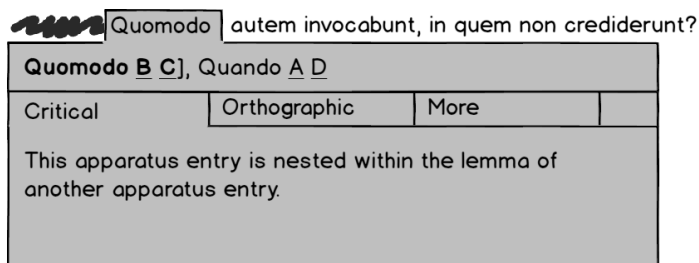 Quomodo autem invocabunt, in quem non crediderunt?
Quomodo B C], Quando A D
Critical Orthographic More
This apparatus entry is nested within the lemma of
another apparatus entry.